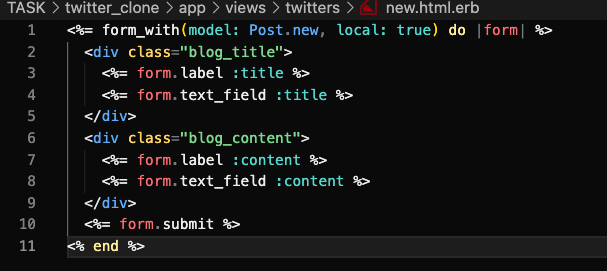 TASK > twitter_clone > app > views > twitters > new.html.erb
1 <%= form_with(model: Post.new, local: true) do |form| %>
2   <div class="blog_title">
3     <%= form.label :title %>
4     <%= form.text_field :title %>
5   </div>
6   <div class="blog_content">
7     <%= form.label :content %>
8     <%= form.text_field :content %>
9   </div>
10   <%= form.submit %>
11 <% end %>